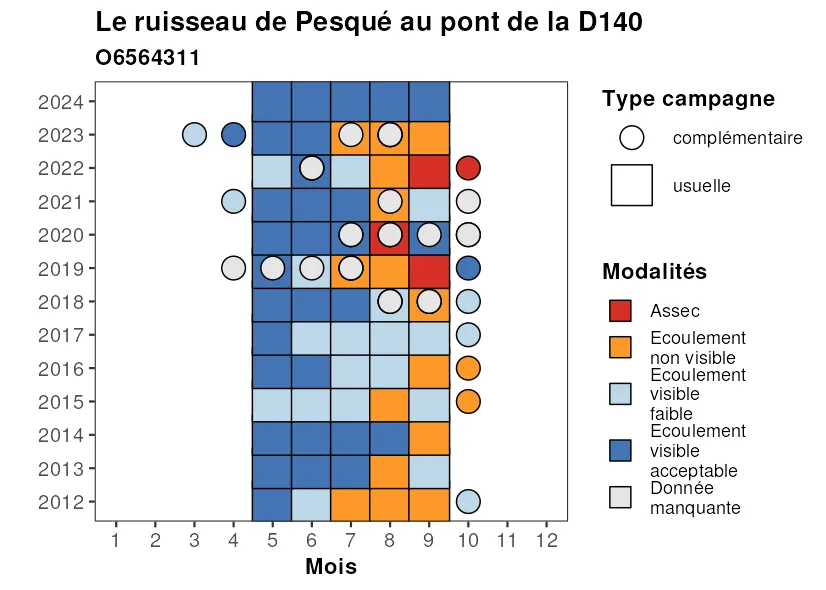 Le ruisseau de Pesqué au pont de la D140
O6564311
2024
2023
2022
2021
2020
2019
2018
2017
2016
2015
2014
2013
2012
1 2 3 4 5 6 7 8 9 10 11 12
Mois
Type campagne
complémentaire
usuelle
Modalités
Assec
Ecoulement
non visible
Ecoulement
visible
faible
Ecoulement
visible
acceptable
Donnée
manquante